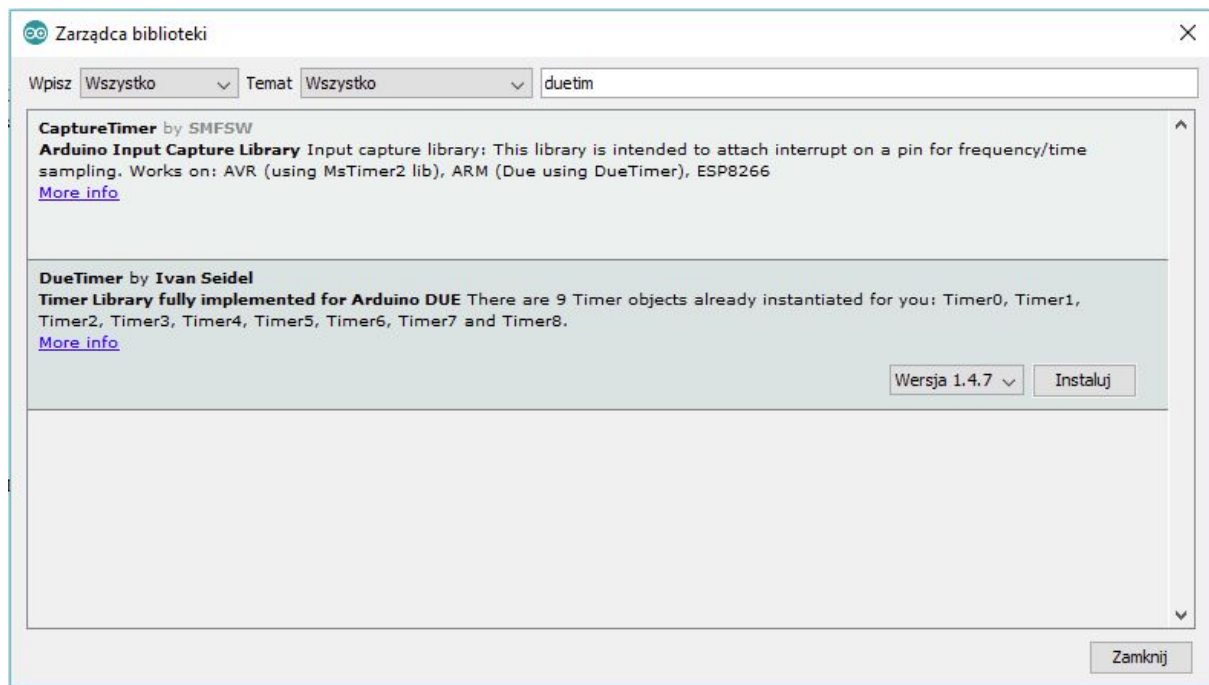 Zarządca biblioteki
Wpisz Wszystko Temat Wszystko duetim
CaptureTimer by SMFSW
Arduino Input Capture Library Input capture library: This library is intended to attach interrupt on a pin for frequency/time
sampling. Works on: AVR (using MsTimer2 lib), ARM (Due using DueTimer), ESP8266
More info
DueTimer by Ivan Seidel
Timer Library fully implemented for Arduino DUE There are 9 Timer objects already instantiated for you: Timer0, Timer1,
Timer2, Timer3, Timer4, Timer5, Timer6, Timer7 and Timer8.
More info
Wersja 1.4.7 Instaluj
Zamknij